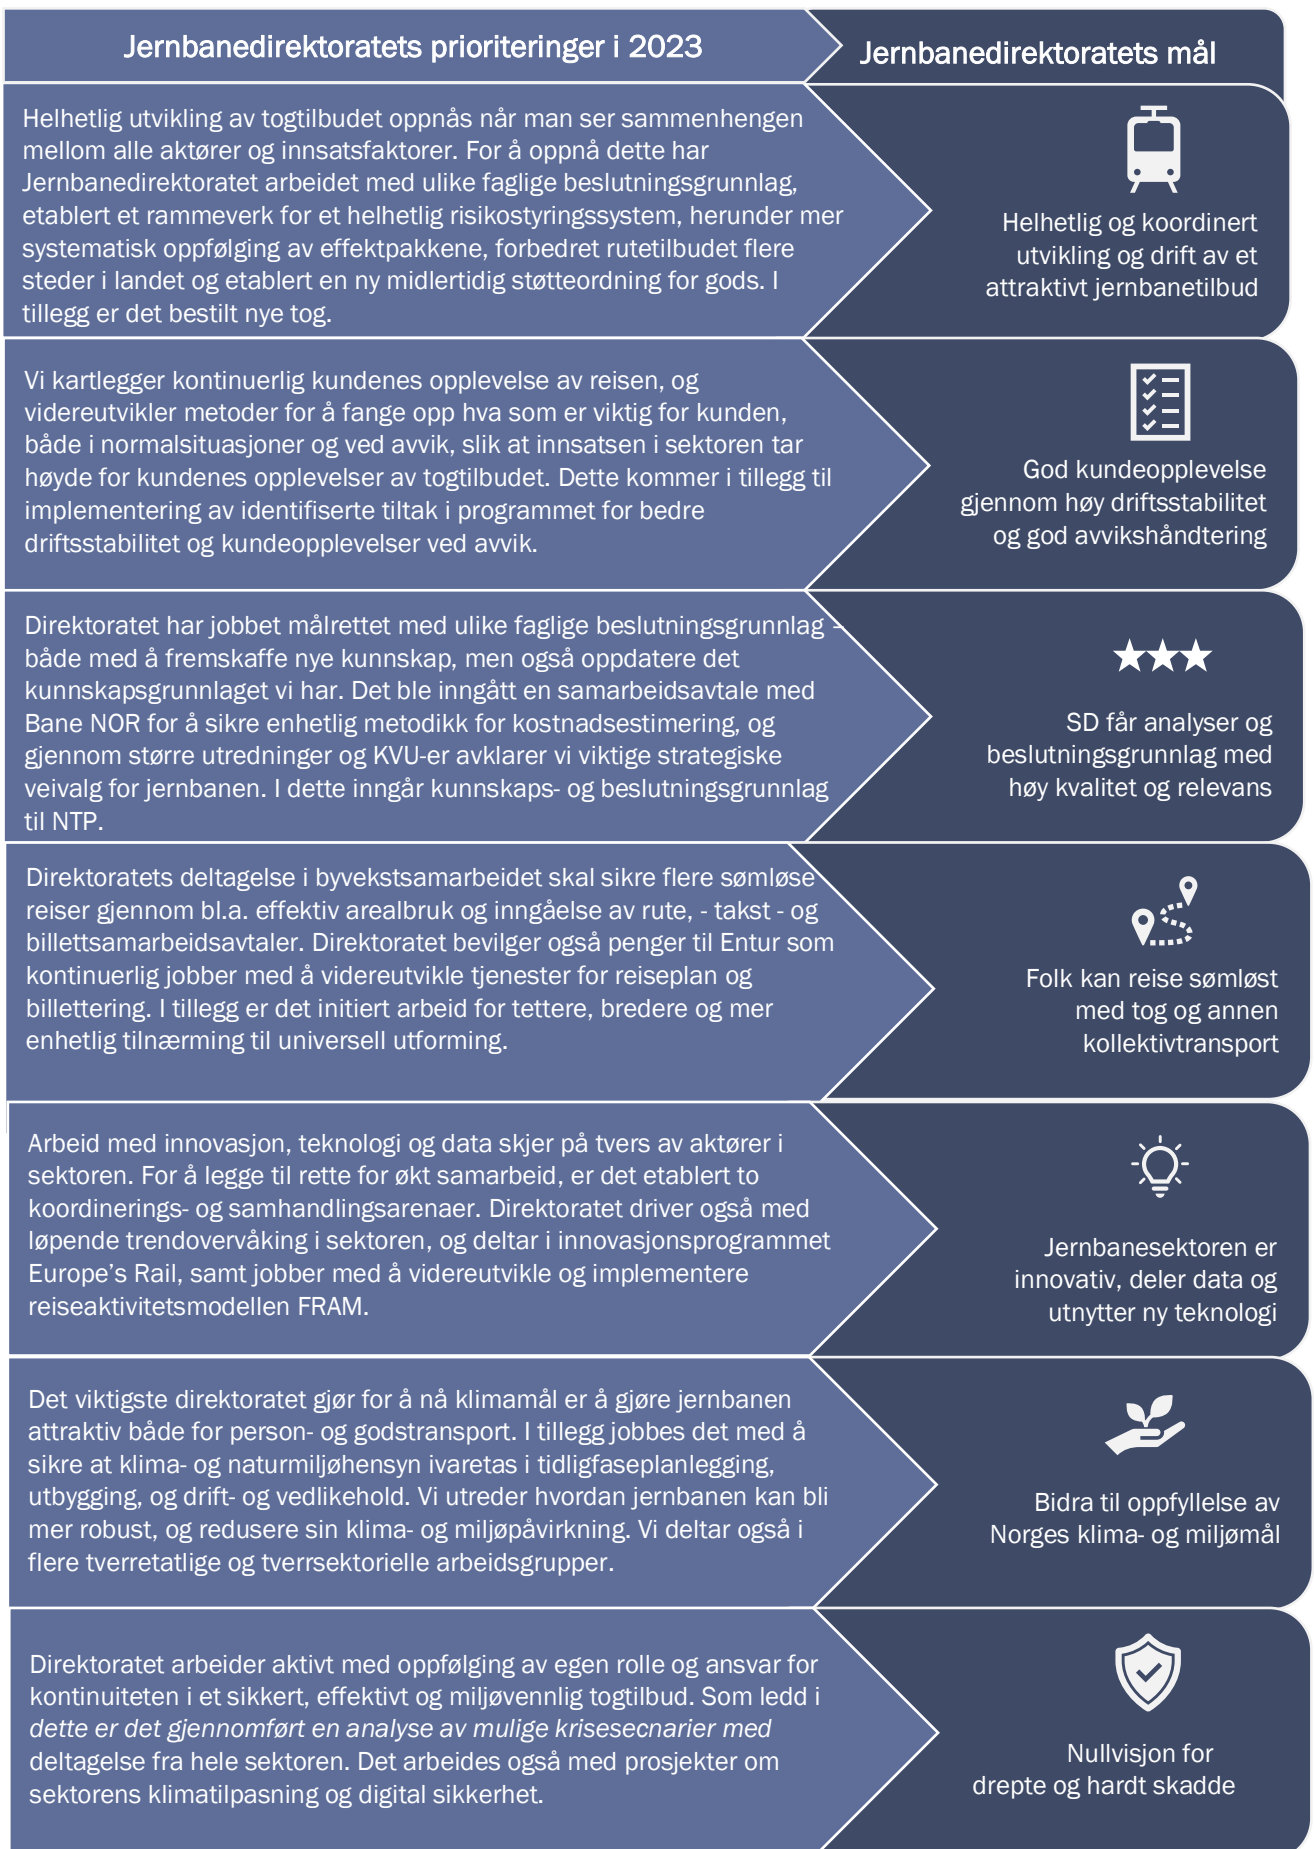 Jernbanedirektoratets prioriteringer i 2023
Jernbanedirektoratets mål
Helhetlig utvikling av togtilbudet oppnås når man ser sammenhengen
mellom alle aktører og innsatsfaktorer. For å oppnå dette har
Jernbanedirektoratet arbeidet med ulike faglige beslutningsgrunnlag,
etablert et rammeverk for et helhetlig risikostyringssystem, herunder mer
systematisk oppfølging av effektpakkene, forbedret rutetilbudet flere
steder i landet og etablert en ny midlertidig støtteordning for gods. I
tillegg er det bestilt nye tog.
Helhetlig og koordinert
utvikling og drift av et
attraktivt jernbanetilbud
Vi kartlegger kontinuerlig kundenes opplevelse av reisen, og
videreutvikler metoder for å fange opp hva som er viktig for kunden,
både i normalsituasjoner og ved avvik, slik at innsatsen i sektoren tar
høyde for kundenes opplevelser av togtilbudet. Dette kommer i tillegg til
implementering av identifiserte tiltak i programmet for bedre
driftsstabilitet og kundeopplevelser ved avvik.
God kundeopplevelse
gjennom høy driftsstabilitet
og god avvikshåndtering
Direktoratet har jobbet målrettet med ulike faglige beslutningsgrunnlag –
både med å fremskaffe nye kunnskap, men også oppdatere det
kunnskapsgrunnlaget vi har. Det ble inngått en samarbeidsavtale med
Bane NOR for å sikre enhetlig metodikk for kostnadsestimering, og
gjennom større utredninger og KVU-er avklarer vi viktige strategiske
veivalg for jernbanen. I dette inngår kunnskaps- og beslutningsgrunnlag
til NTP.
SD får analyser og
beslutningsgrunnlag med
høy kvalitet og relevans
Direktoratets deltagelse i byvekstsamarbeidet skal sikre flere sømløse
reiser gjennom bl.a. effektiv arealbruk og inngåelse av rute, - takst - og
billettsamarbeidsavtaler. Direktoratet bevilger også penger til Entur som
kontinuerlig jobber med å videreutvikle tjenester for reiseplan og
billettering. I tillegg er det initiert arbeid for tettere, bredere og mer
enhetlig tilnærming til universell utforming.
Folk kan reise sømløst
med tog og annen
kollektivtransport
Arbeid med innovasjon, teknologi og data skjer på tvers av aktører i
sektoren. For å legge til rette for økt samarbeid, er det etablert to
koordinerings- og samhandlingsarenaer. Direktoratet driver også med
løpende trendovervåking i sektoren, og deltar i innovasjonsprogrammet
Europe’s Rail, samt jobber med å videreutvikle og implementere
reiseaktivitetsmodellen FRAM.
Jernbanesektoren er
innovativ, deler data og
utnytter ny teknologi
Det viktigste direktoratet gjør for å nå klimamål er å gjøre jernbanen
attraktiv både for person- og godstransport. I tillegg jobbes det med å
sikre at klima- og naturmiljøhensyn ivaretas i tidligfaseplanlegging,
utbygging, og drift- og vedlikehold. Vi utreder hvordan jernbanen kan bli
mer robust, og redusere sin klima- og miljøpåvirkning. Vi deltar også i
flere tverretatlige og tverrsektorielle arbeidsgrupper.
Bidra til oppfyllelse av
Norges klima- og miljømål
Direktoratet arbeider aktivt med oppfølging av egen rolle og ansvar for
kontinuiteten i et sikkert, effektivt og miljøvennlig togtilbud. Som ledd i
dette er det gjennomført en analyse av mulige krisesecnarier med
deltagelse fra hele sektoren. Det arbeides også med prosjekter om
sektorens klimatilpasning og digital sikkerhet.
Nullvisjon for
drepte og hardt skadde